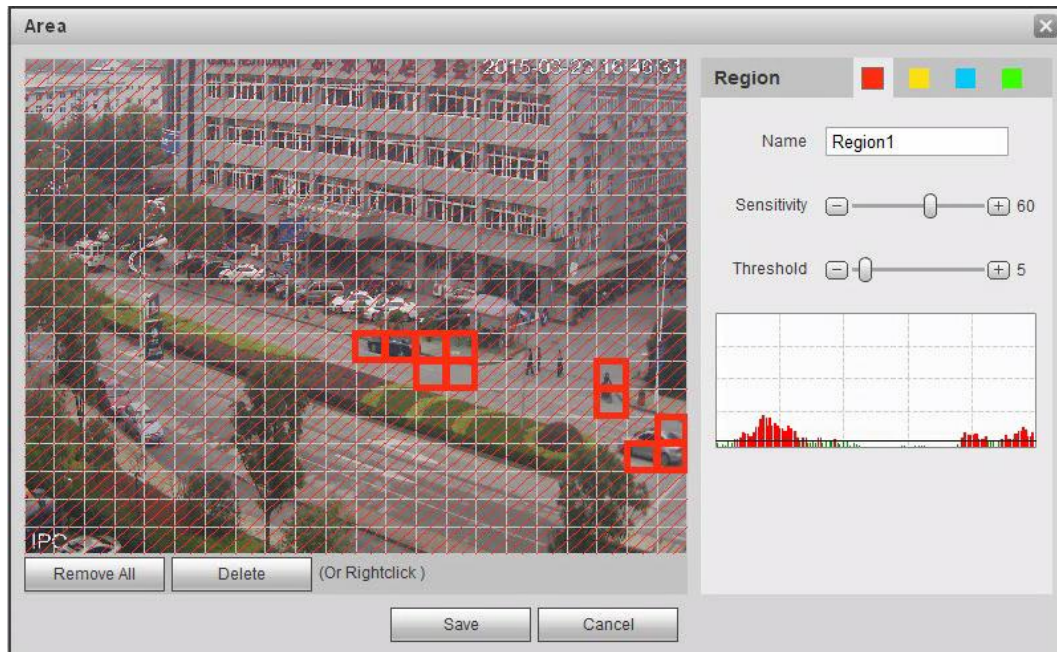 Area
2015-03-23 16:46:31
IPC
Region
Name
Region1
Sensitivity
60
Threshold
5
Remove All
Delete
(Or Rightclick )
Save
Cancel